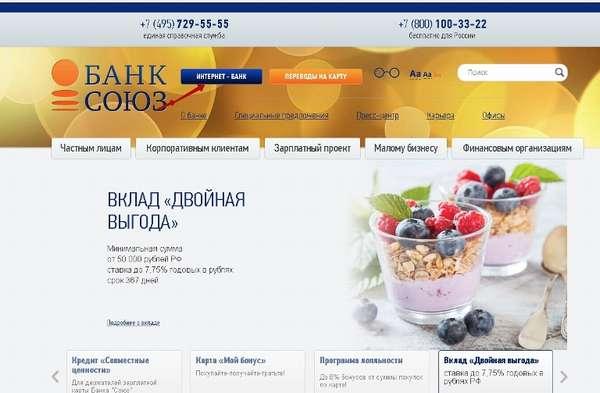 +7 (495) 729-55-55
единая справочная служба
+7 (800) 100-33-22
бесплатно для России
БАНК
СОЮЗ
ИНТЕРНЕТ - БАНК
ПЕРЕВОДЫ НА КАРТУ
Aa Aa Aa
Поиск
О банке
Специальные предложения
Пресс-центр
Карьера
Офисы
Частным лицам
Корпоративным клиентам
Зарплатный проект
Малому бизнесу
Финансовым организациям
ВКЛАД «ДВОЙНАЯ
ВЫГОДА»
Минимальная сумма
от 50 000 рублей РФ
ставка до 7,75% годовых в рублях
срок 367 дней
Подробнее о вкладе
Кредит «Совместные
ценности»
Для держателей зарплатной
карты Банка "Союз"
Карта «Мой бонус»
Покупайте-получайте-тратьте!
Программа лояльности
До 6% бонусов от суммы покупок
по карте!
Вклад «Двойная выгода»
ставка до 7,75% годовых в
рублях РФ